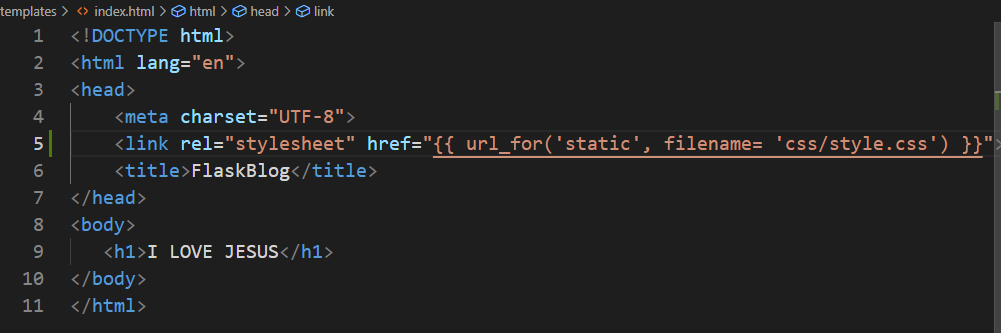 templates > index.html > html > head > link
1 <!DOCTYPE html>
2 <html lang="en">
3 <head>
4 <meta charset="UTF-8">
5 <link rel="stylesheet" href="{{ url_for('static', filename= 'css/style.css') }}">
6 <title>FlaskBlog</title>
7 </head>
8 <body>
9 <h1>I LOVE JESUS</h1>
10 </body>
11 </html>